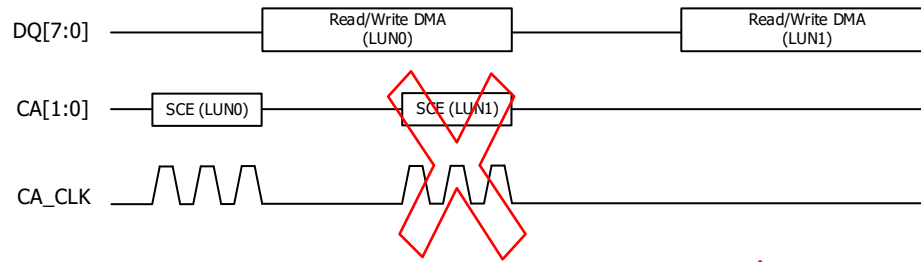 DQ[7:0]
Read/Write DMA
(LUN0)
Read/Write DMA
(LUN1)
CA[1:0]
SCE (LUN0)
SCE (LUN1)
CA_CLK